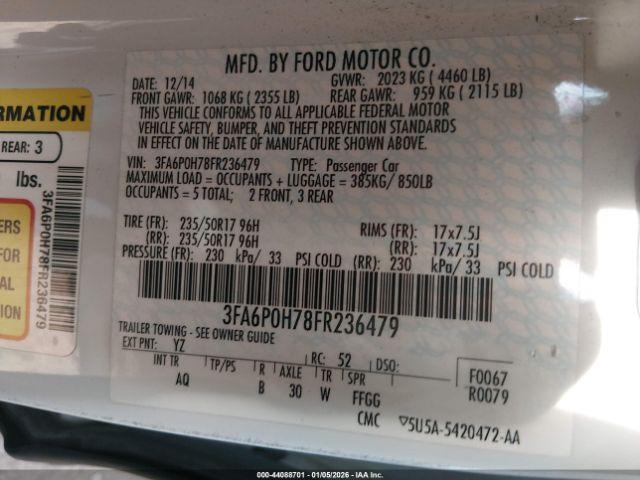 MFD. BY FORD MOTOR CO.
DATE: 12/14 GVWR: 2023 KG ( 4460 LB)
FRONT GAWR: 1068 KG ( 2355 LB) REAR GAWR: 959 KG ( 2115 LB)
THIS VEHICLE CONFORMS TO ALL APPLICABLE FEDERAL MOTOR
VEHICLE SAFETY, BUMPER, AND THEFT PREVENTION STANDARDS
IN EFFECT ON THE DATE OF MANUFACTURE SHOWN ABOVE.
VIN: 3FA6P0H78FR236479 TYPE: Passenger Car
MAXIMUM LOAD = OCCUPANTS + LUGGAGE = 385KG/ 850LB
OCCUPANTS = 5 TOTAL; 2 FRONT, 3 REAR
TIRE (FR): 235/50R17 96H RIMS (FR): 17x7.5J
(RR): 235/50R17 96H (RR): 17x7.5J
PRESSURE (FR): 230 kPa/ 33 PSI COLD (RR): 230 kPa/ 33 PSI COLD
3FA6P0H78FR236479
TRAILER TOWING - SEE OWNER GUIDE
EXT PNT: YZ RC: 52 DSO: F0067
INT TR TP/PS R AXLE TR SPR R0079
AQ B 30 W FFGG
CMC ▽5U5A-5420472-AA
FORMATION
REAR: 3
lbs.
3FA6P0H78FR236479
ERS
FOR
AL
ION
000-44088701 - 01/05/2026 - IAAI.com